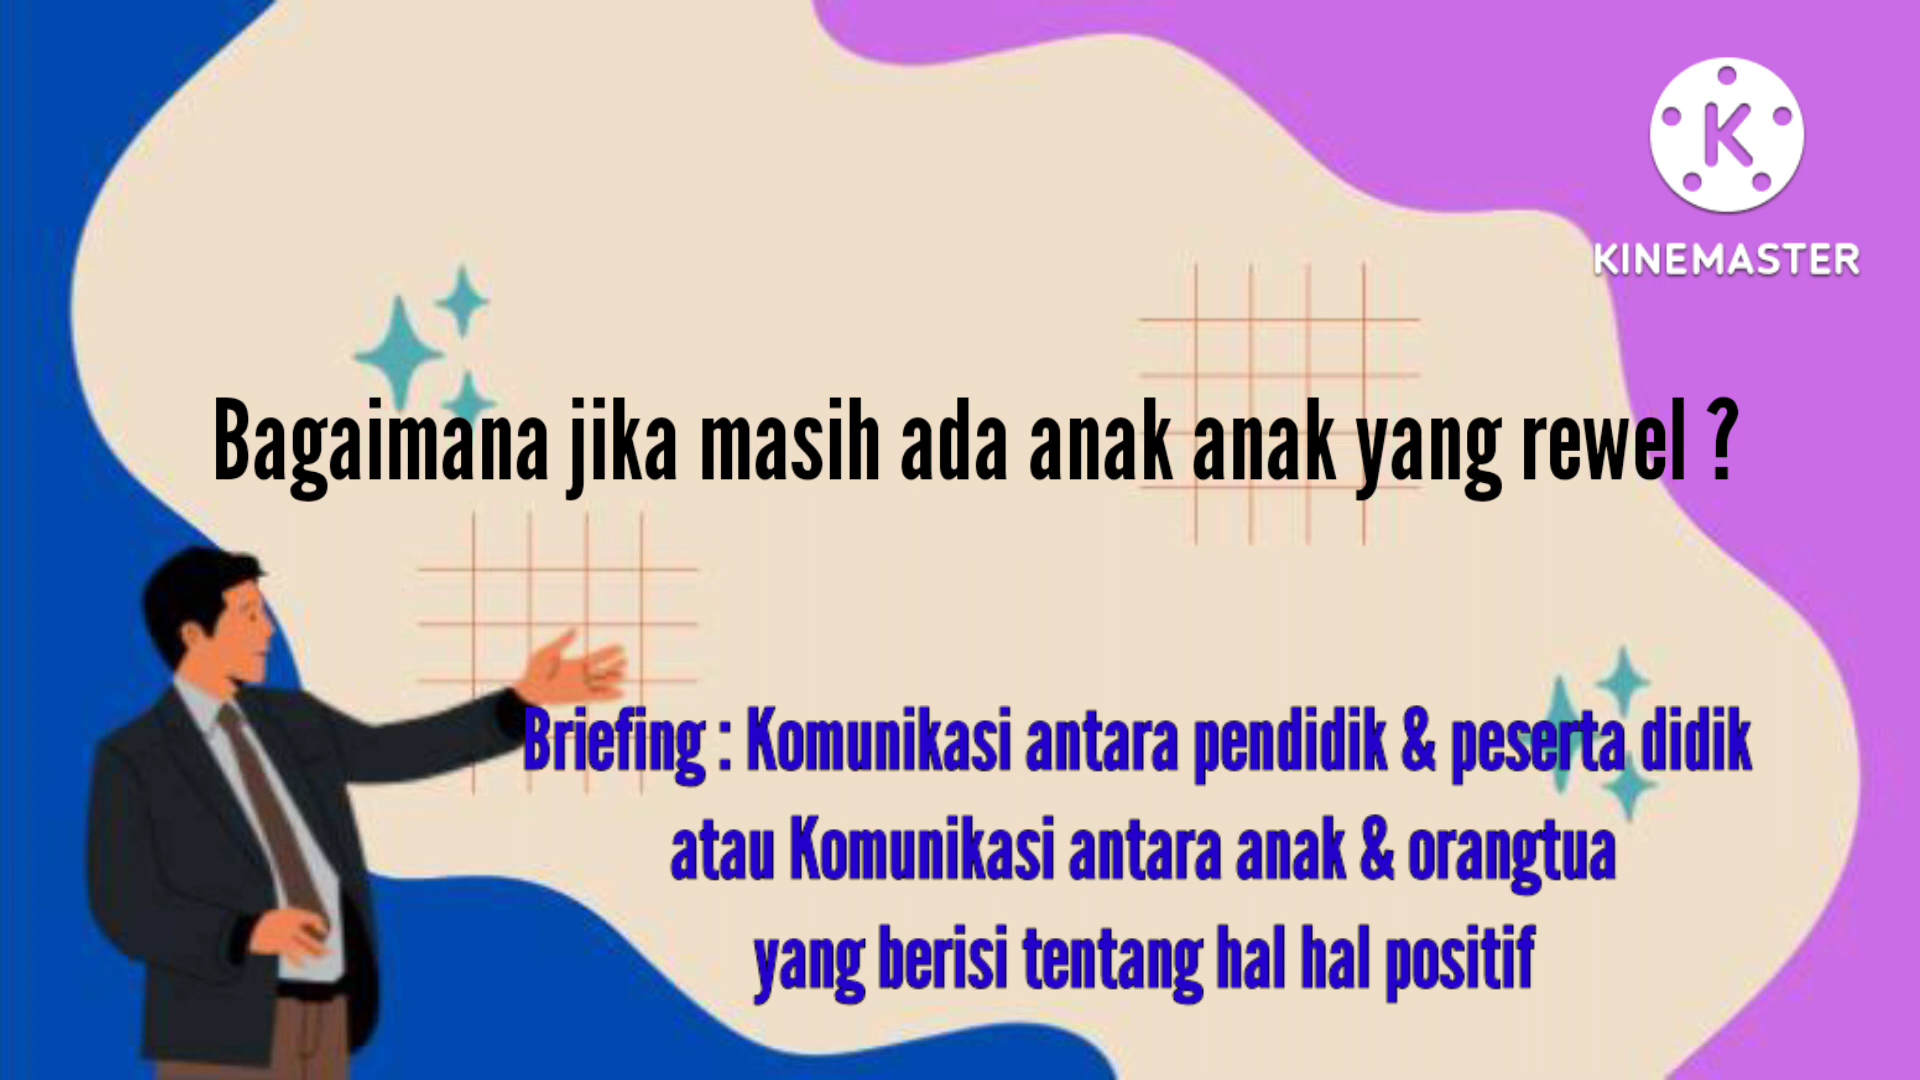 K
KINEMASTER
Bagaimana jika masih ada anak anak yang rewel ?
Briefing : Komunikasi antara pendidik & peserta didik
atau Komunikasi antara anak & orangtua
yang berisi tentang hal hal positif